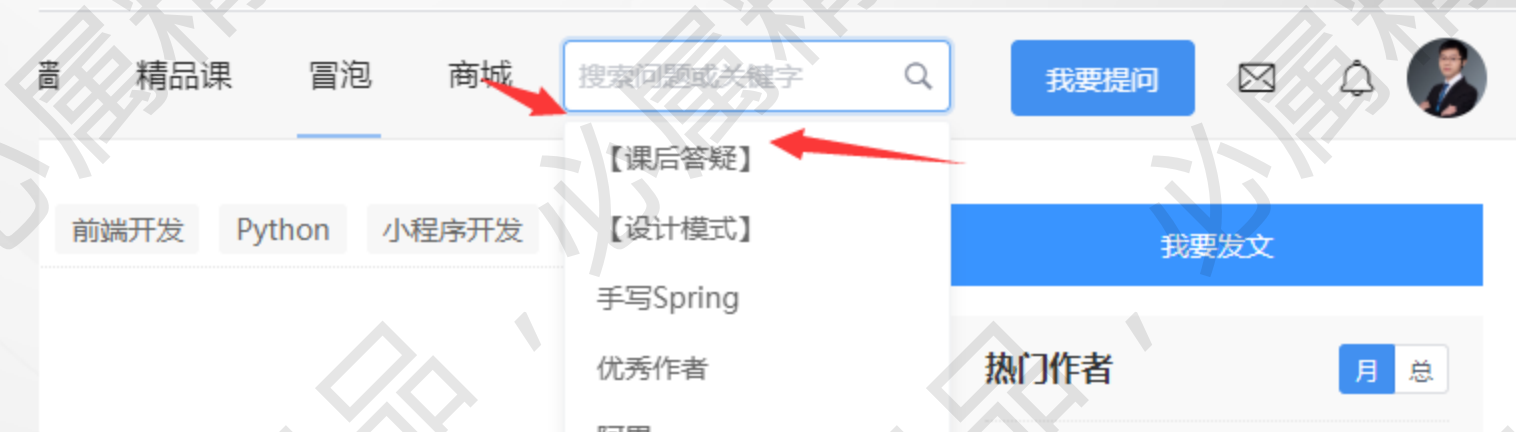 精品课
冒泡
商城
搜索问题或关键字
我要提问
【课后答疑】
前端开发
Python
小程序开发
【设计模式】
我要发文
手写Spring
优秀作者
热门作者
月
总